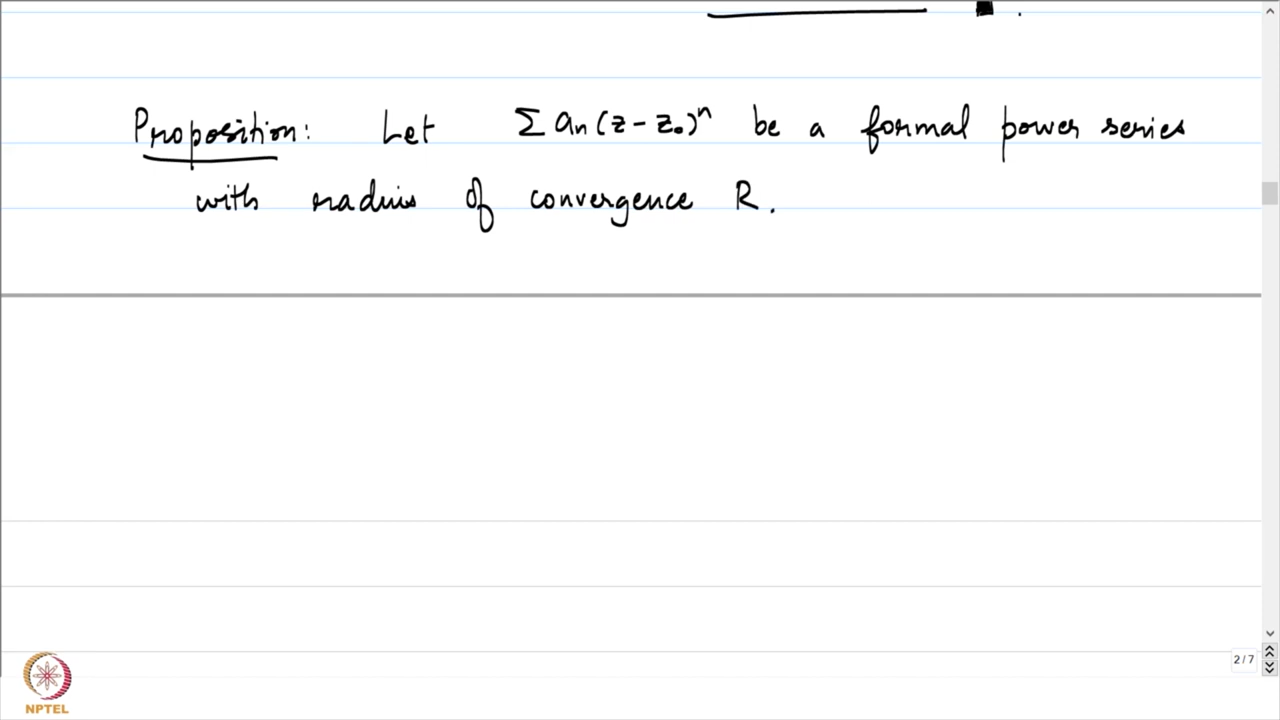 Proposition: Let Σ an (z - z₀)ⁿ be a formal power series
with radius of convergence R.
2 / 7
NPTEL